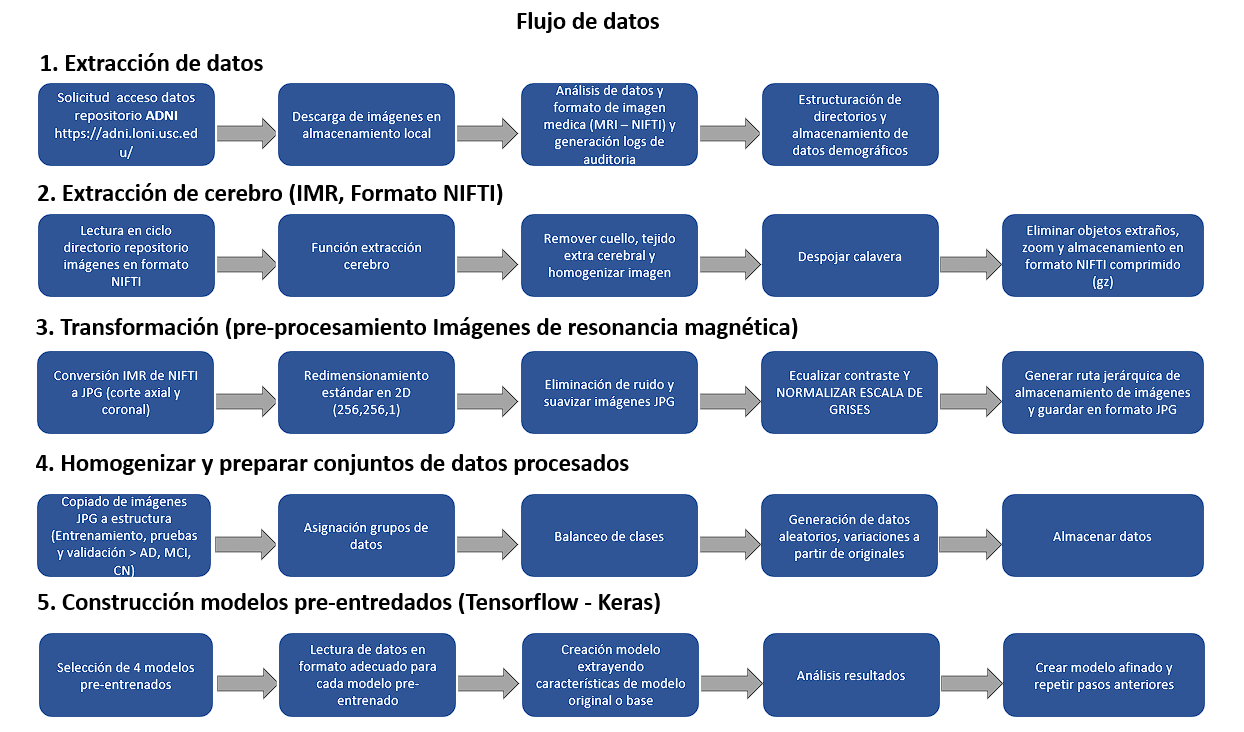 Flujo de datos
1. Extracción de datos
Solicitud acceso datos
repositorio ADNI
https://adni.loni.usc.ed
u/
Descarga de imágenes en
almacenamiento local
Análisis de datos y
formato de imagen
medica (MRI – NIFTI) y
generación logs de
auditoria
Estructuración de
directorios y
almacenamiento de
datos demográficos
2. Extracción de cerebro (IMR, Formato NIFTI)
Lectura en ciclo
directorio repositorio
imágenes en formato
NIFTI
Función extracción
cerebro
Remover cuello, tejido
extra cerebral y
homogenizar imagen
Despojar calavera
Eliminar objetos extraños,
zoom y almacenamiento en
formato NIFTI comprimido
(gz)
3. Transformación (pre-procesamiento Imágenes de resonancia magnética)
Conversión IMR de NIFTI
a JPG (corte axial y
coronal)
Redimensionamiento
estándar en 2D
(256,256,1)
Eliminación de ruido y
suavizar imágenes JPG
Ecualizar contraste Y
NORMALIZAR ESCALA DE
GRISES
Generar ruta jerárquica de
almacenamiento de imágenes
y guardar en formato JPG
4. Homogenizar y preparar conjuntos de datos procesados
Copiado de imágenes
JPG a estructura
(Entrenamiento, pruebas
y validación > AD, MCI,
CN)
Asignación grupos de
datos
Balanceo de clases
Generación de datos
aleatorios, variaciones a
partir de originales
Almacenar datos
5. Construcción modelos pre-entredados (Tensorflow - Keras)
Selección de 4 modelos
pre-entrenados
Lectura de datos en
formato adecuado para
cada modelo pre-
entrenado
Creación modelo
extrayendo
características de modelo
original o base
Análisis resultados
Crear modelo afinado y
repetir pasos anteriores